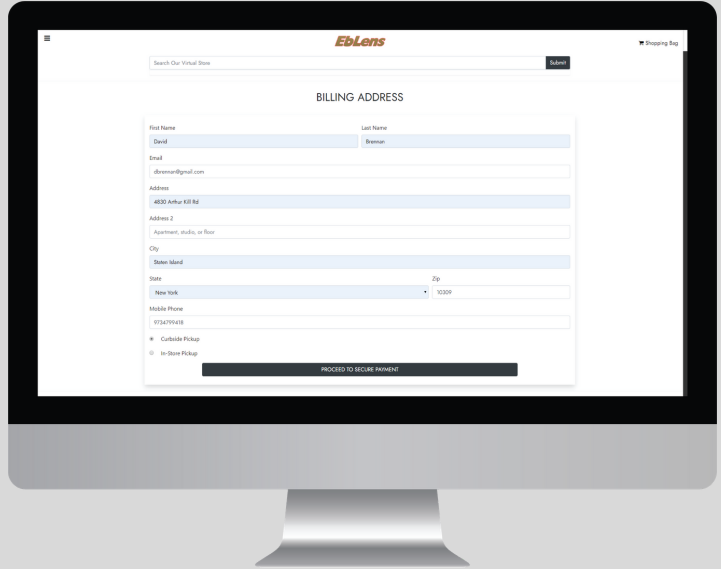 EbLens
Shopping Bag
Search Our Virtual Store
Submit
BILLING ADDRESS
First Name Last Name
David Brennan
Email
dbrennan@gmail.com
Address
4830 Arthur Kill Rd
Address 2
Apartment, studio, or floor
City
Staten Island
State Zip
New York 10309
Mobile Phone
9734799418
Curbside Pickup
In-Store Pickup
PROCEED TO SECURE PAYMENT